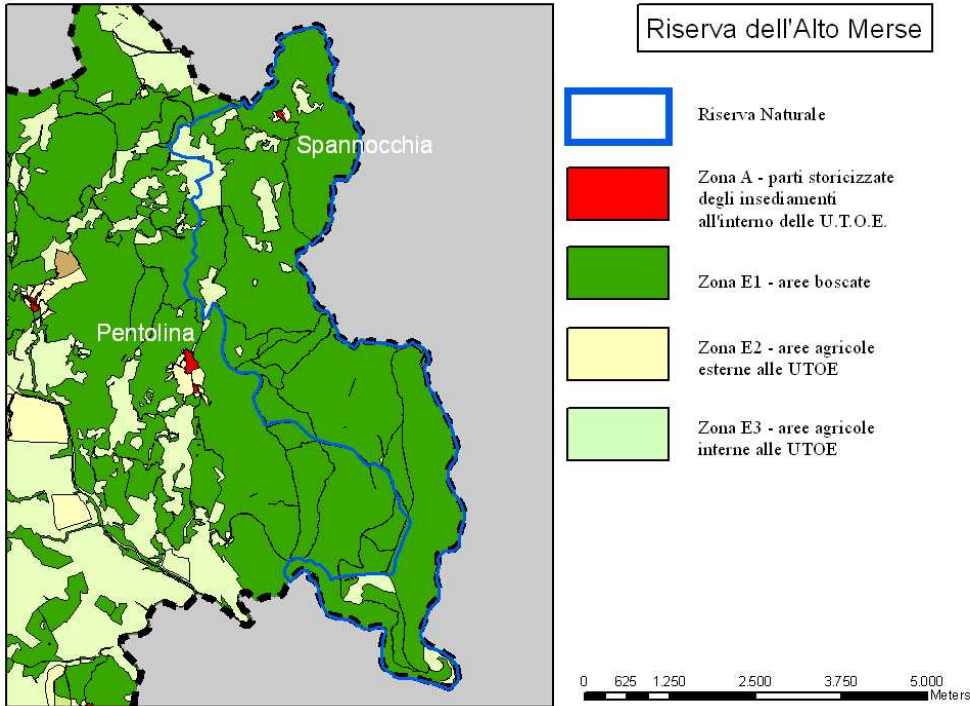 Riserva dell'Alto Merse
Spannocchia
Pentolina
Riserva Naturale
Zona A - parti storicizzate
degli insediamenti
all'interno delle U.T.O.E.
Zona E1 - aree boscate
Zona E2 - aree agricole
esterne alle UTOE
Zona E3 - aree agricole
interne alle UTOE
0 625 1.250 2.500 3.750 5.000
Meters